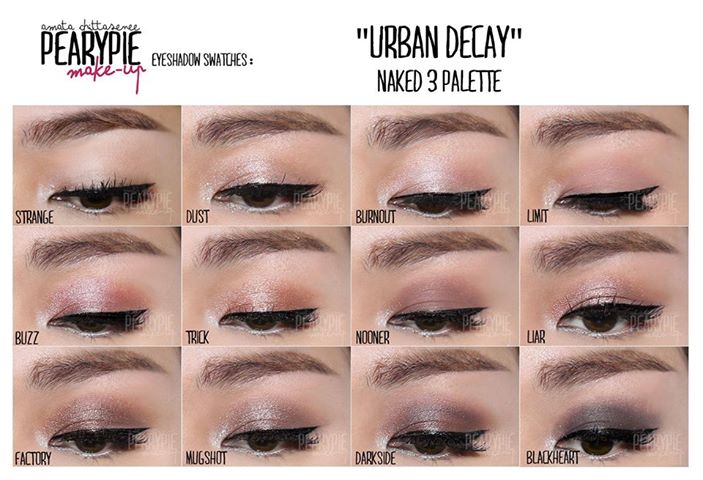 amata chittasenee
PEARYPIE
make-up
EYESHADOW SWATCHES :
"URBAN DECAY"
NAKED 3 PALETTE
STRANGE
DUST
BURNOUT
LIMIT
BUZZ
TRICK
NOONER
LIAR
FACTORY
MUGSHOT
DARKSIDE
BLACKHEART